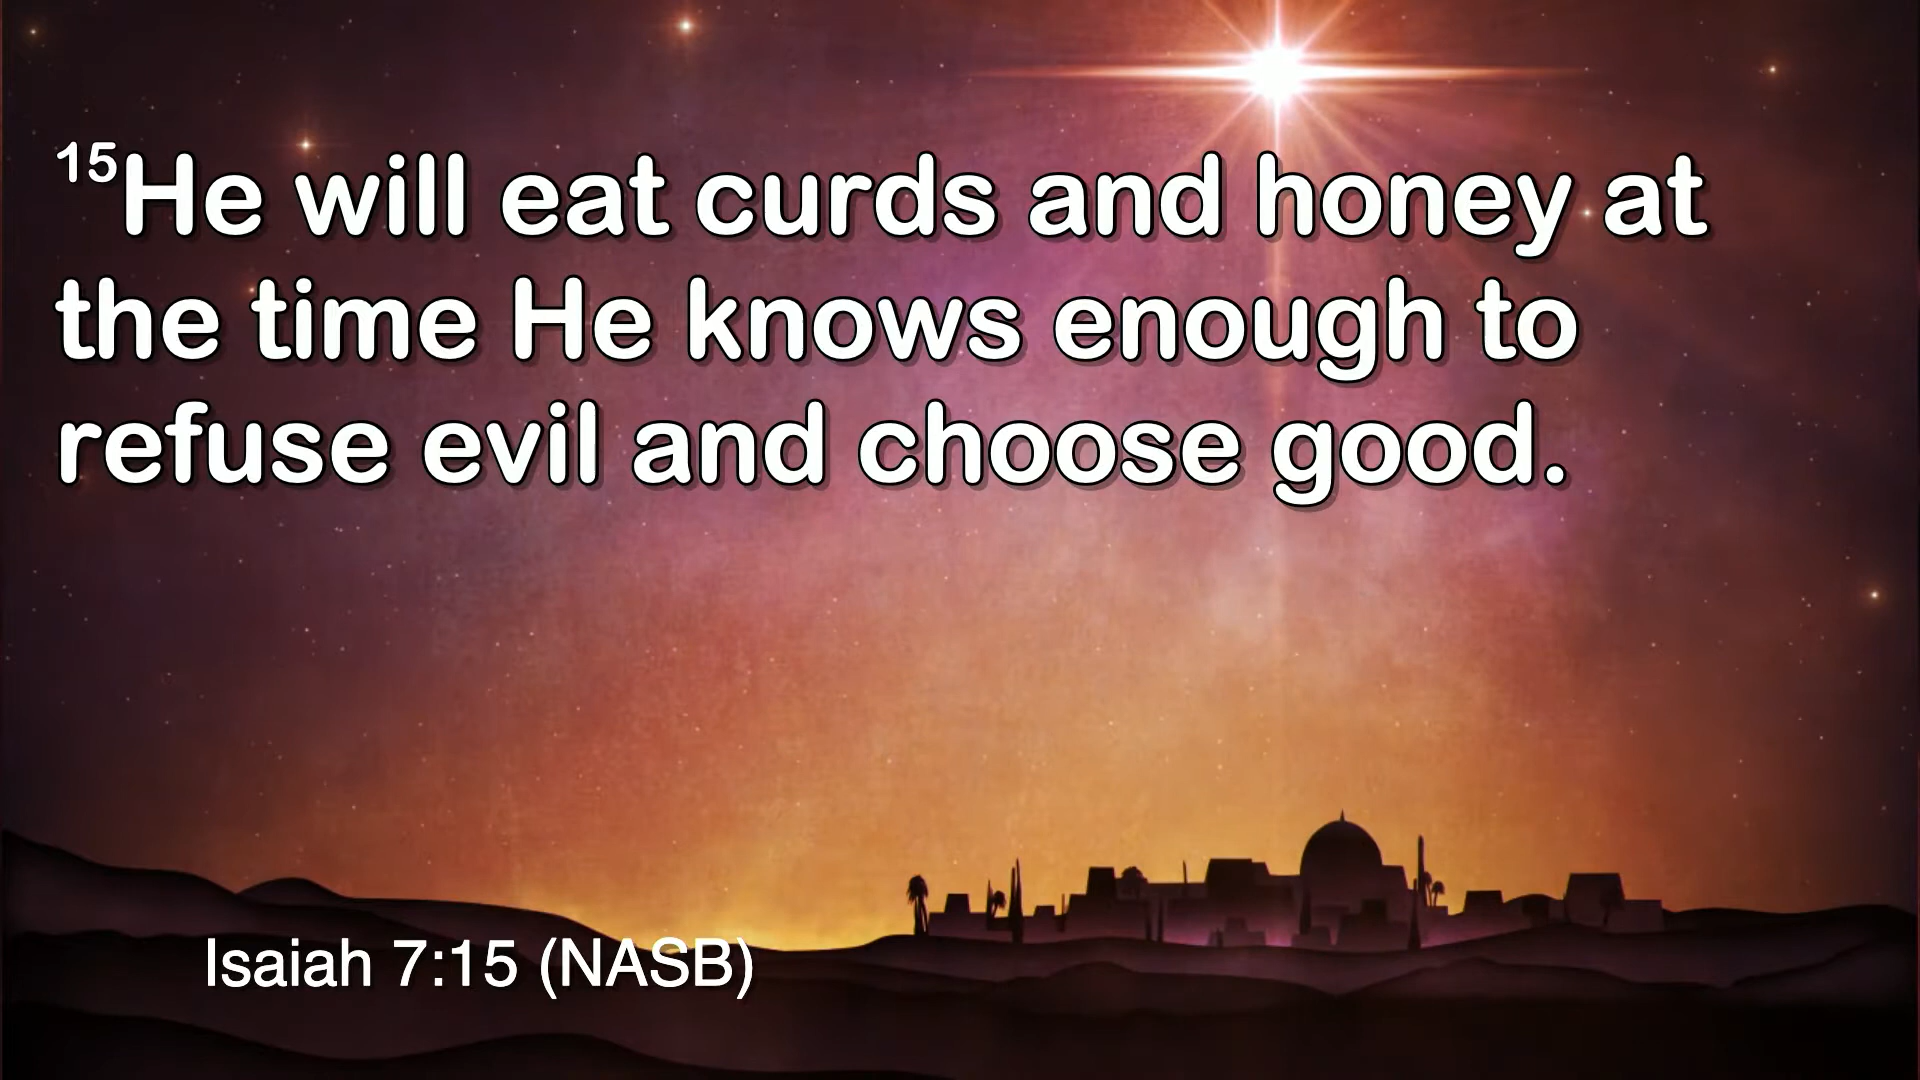 15He will eat curds and honey at
the time He knows enough to
refuse evil and choose good.
Isaiah 7:15 (NASB)